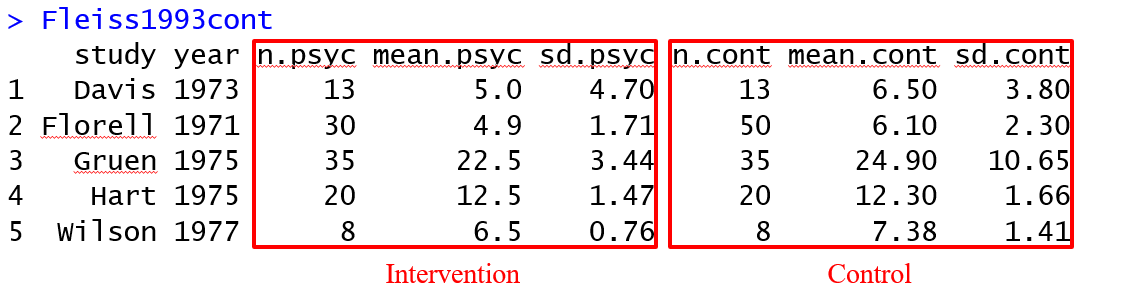 > Fleiss1993cont
study year n.psyc mean.psyc sd.psyc n.cont mean.cont sd.cont
1 Davis 1973 13 5.0 4.70 13 6.50 3.80
2 Florell 1971 30 4.9 1.71 50 6.10 2.30
3 Gruen 1975 35 22.5 3.44 35 24.90 10.65
4 Hart 1975 20 12.5 1.47 20 12.30 1.66
5 Wilson 1977 8 6.5 0.76 8 7.38 1.41
Intervention Control